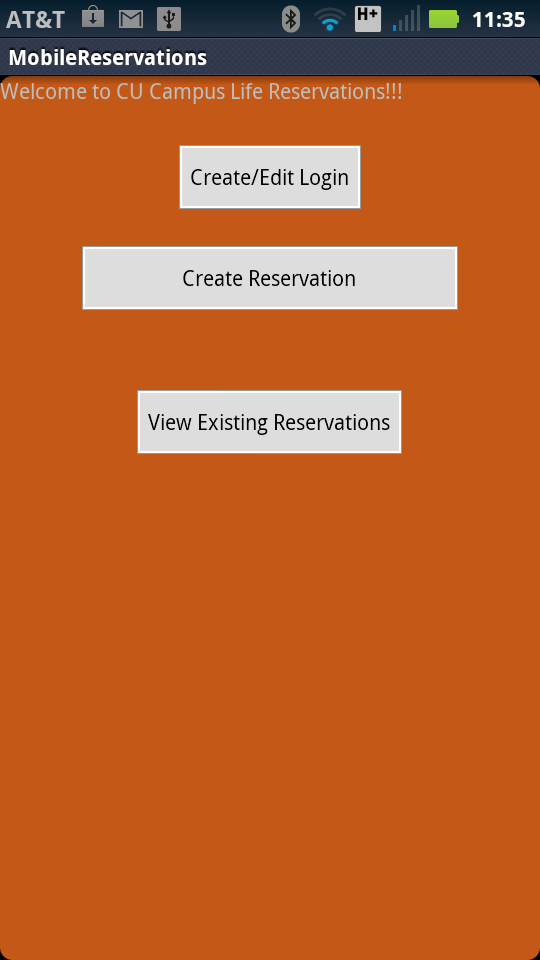 AT&T H+ 11:35
MobileReservations
Welcome to CU Campus Life Reservations!!!
Create/Edit Login
Create Reservation
View Existing Reservations